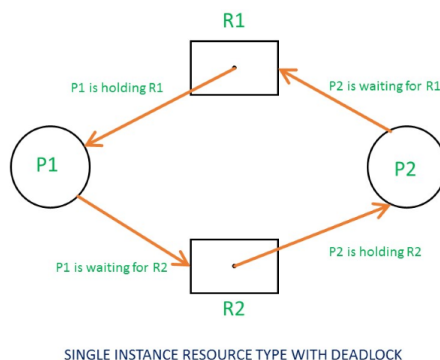 R1
P1 is holding R1
P2 is waiting for R1
P1
P2
P1 is waiting for R2
P2 is holding R2
R2
SINGLE INSTANCE RESOURCE TYPE WITH DEADLOCK